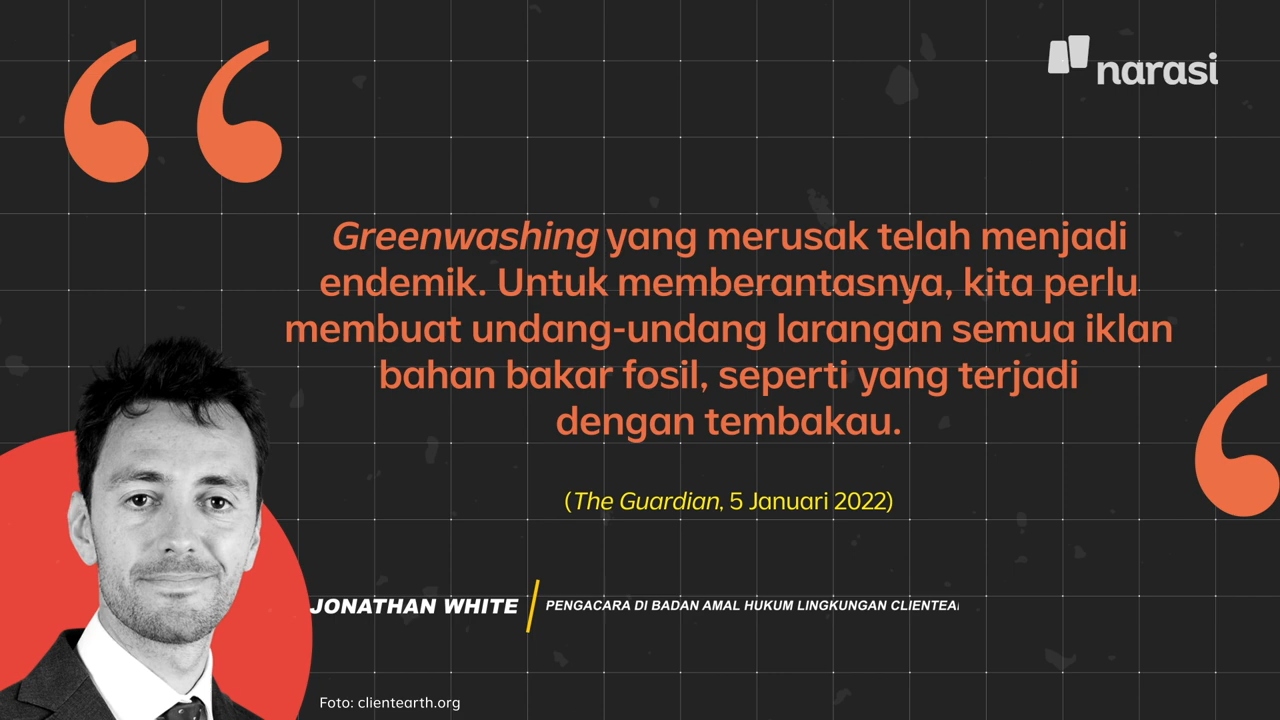 narasi
Greenwashing yang merusak telah menjadi
endemik. Untuk memberantasnya, kita perlu
membuat undang-undang larangan semua iklan
bahan bakar fosil, seperti yang terjadi
dengan tembakau.
(The Guardian, 5 Januari 2022)
JONATHAN WHITE
PENGACARA DI BADAN AMAL HUKUM LINGKUNGAN
Foto: clientearth.org